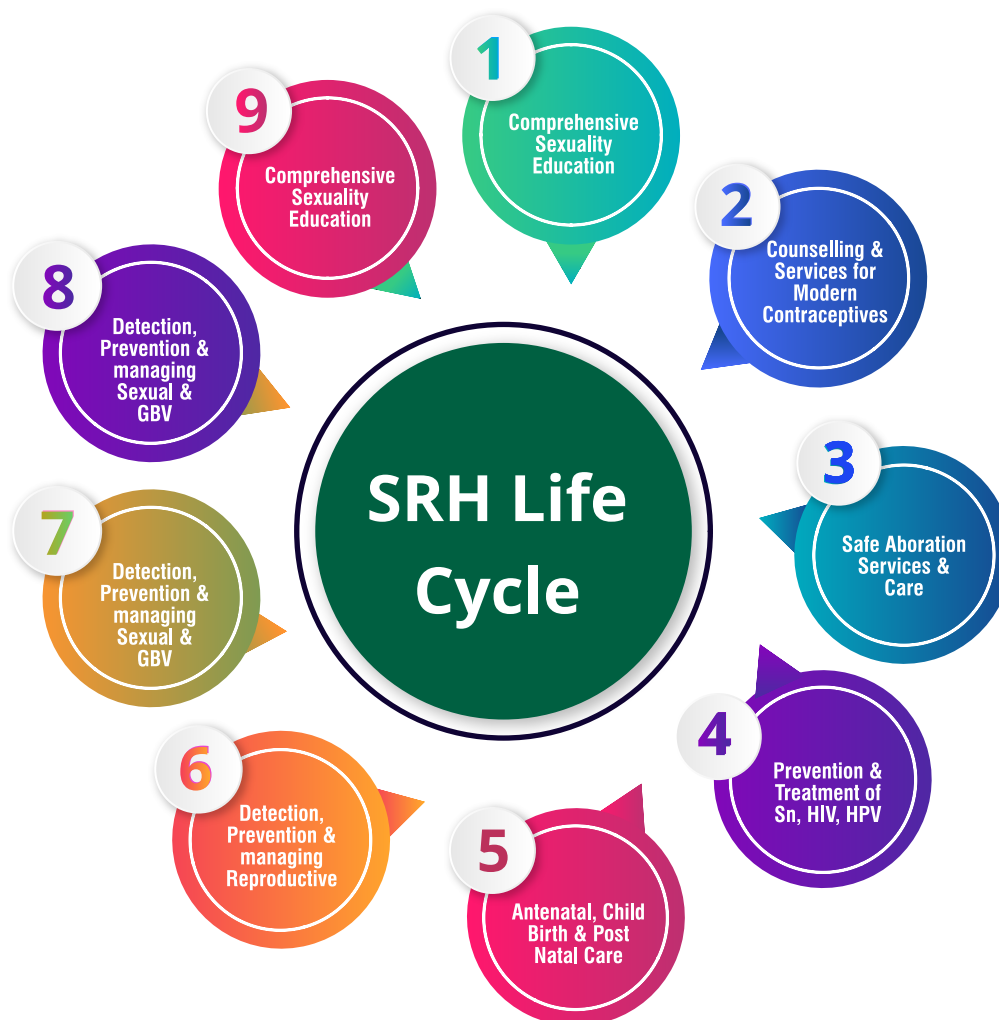 1
Comprehensive
Sexuality
Education
2
Counselling &
Services for
Modern
Contraceptives
3
Safe Aboration
Services &
Care
4
Prevention &
Treatment of
Sn, HIV, HPV
5
Antenatal, Child
Birth & Post
Natal Care
6
Detection,
Prevention &
managing
Reproductive
7
Detection,
Prevention &
managing
Sexual &
GBV
8
Detection,
Prevention &
managing
Sexual &
GBV
9
Comprehensive
Sexuality
Education
SRH Life
Cycle